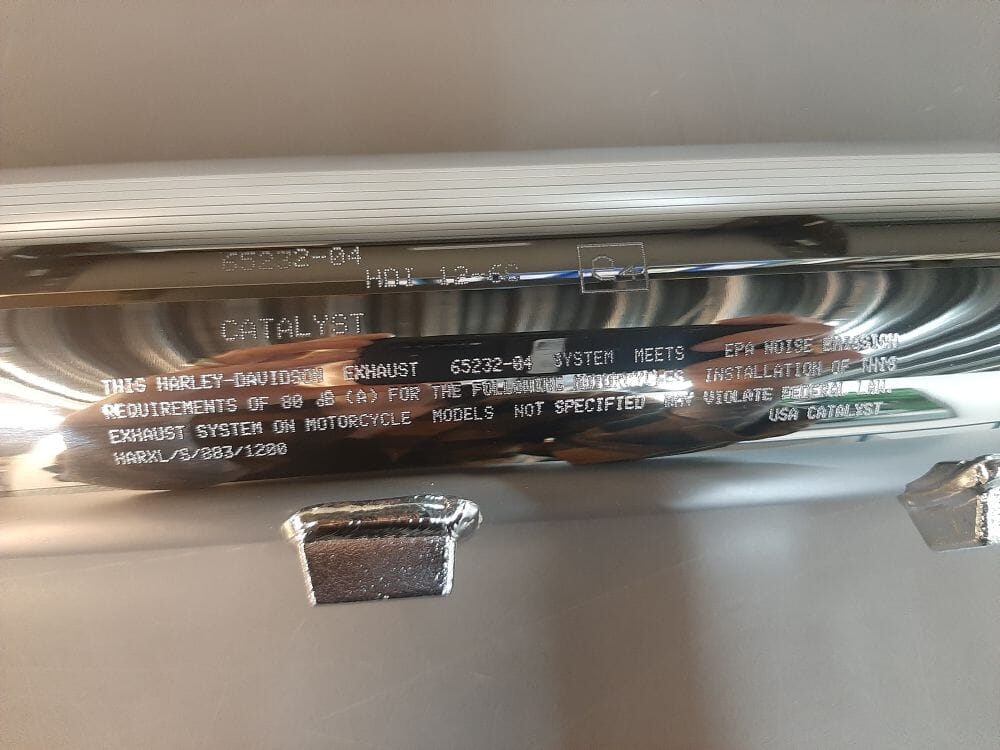 65232-04
HDI 12-06 C4
CATALYST
THIS HARLEY-DAVIDSON EXHAUST 65232-04 SYSTEM MEETS EPA NOISE EMISSION
REQUIREMENTS OF 80 dB (A) FOR THE FOLLOWING MOTORCYCLES INSTALLATION OF THIS
EXHAUST SYSTEM ON MOTORCYCLE MODELS NOT SPECIFIED MAY VIOLATE FEDERAL LAW
HARXL/S/883/1200 USA CATALYST